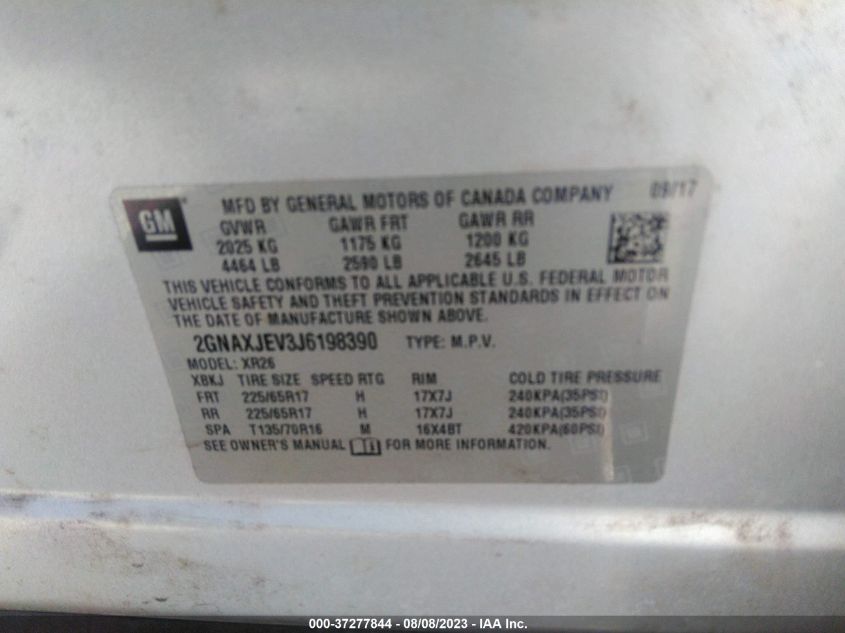 GM
MFD BY GENERAL MOTORS OF CANADA COMPANY 09/17
GVWR GAWR FRT GAWR RR
2025 KG 1175 KG 1200 KG
4464 LB 2590 LB 2645 LB
THIS VEHICLE CONFORMS TO ALL APPLICABLE U.S. FEDERAL MOTOR
VEHICLE SAFETY AND THEFT PREVENTION STANDARDS IN EFFECT ON
THE DATE OF MANUFACTURE SHOWN ABOVE.
2GNAXJEV3J6198390 TYPE: M.P.V.
MODEL: XR26
XBKJ TIRE SIZE SPEED RTG RIM COLD TIRE PRESSURE
FRT 225/65R17 H 17X7J 240KPA(35PSI)
RR 225/65R17 H 17X7J 240KPA(35PSI)
SPA T135/70R16 M 16X4BT 420KPA(60PSI)
SEE OWNER'S MANUAL FOR MORE INFORMATION.
000-37277844 - 08/08/2023 - IAA Inc.